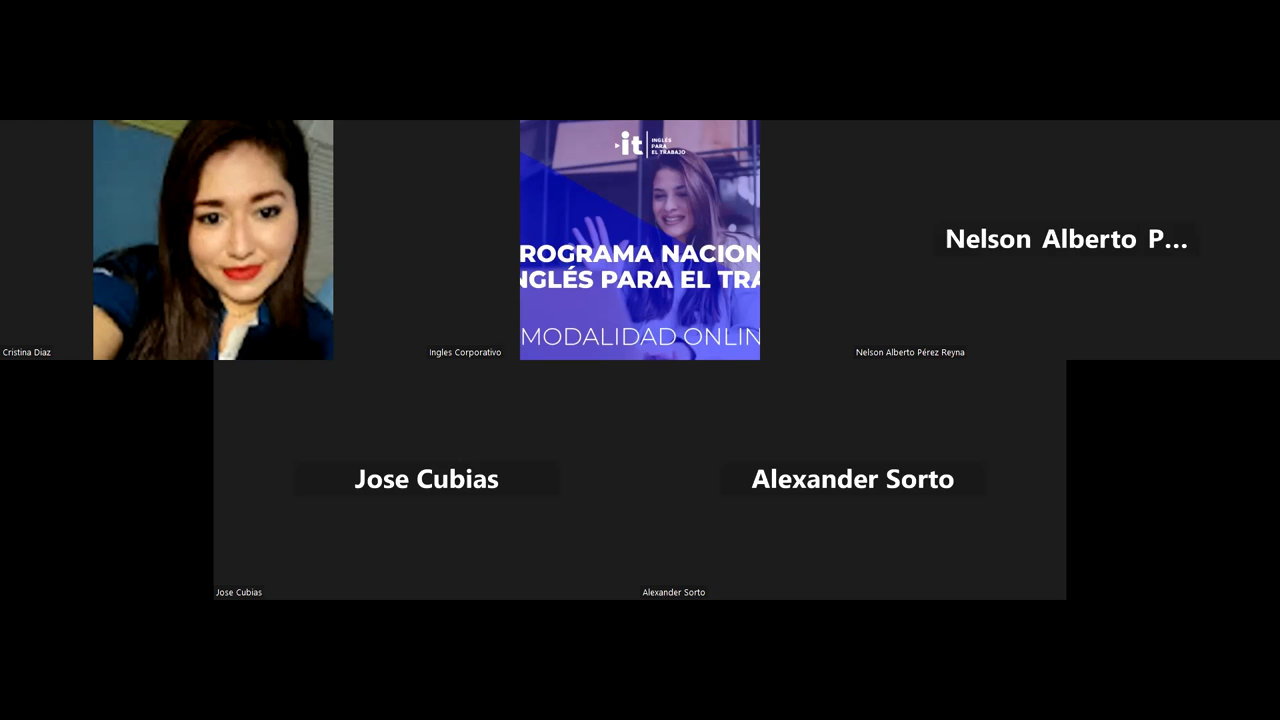 it INGLÉS
PARA
EL TRABAJO
ROGRAMA NACION
NGLÉS PARA EL TRA
MODALIDAD ONLIN
Nelson Alberto P...
Cristina Diaz
Ingles Corporativo
Nelson Alberto Pérez Reyna
Jose Cubias
Alexander Sorto
Jose Cubias
Alexander Sorto